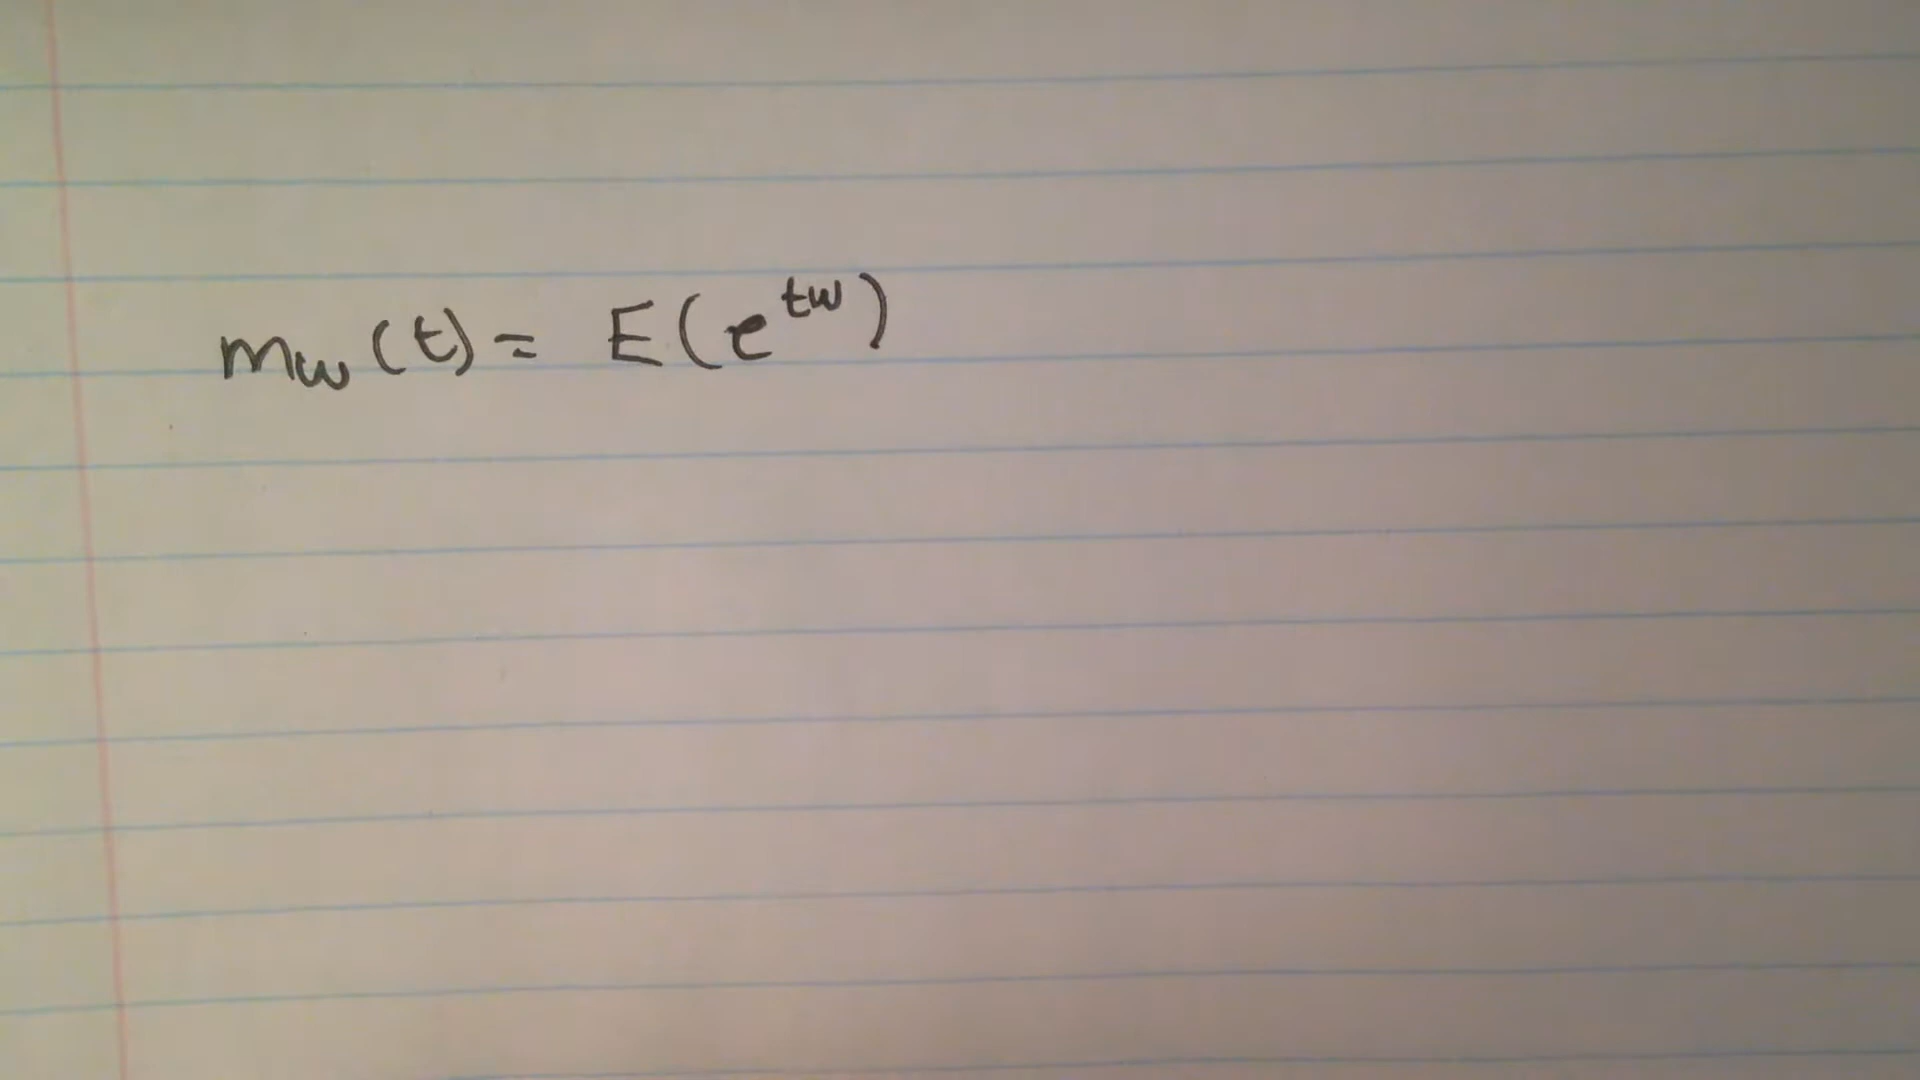 m_w (t) = E(e^{tw})